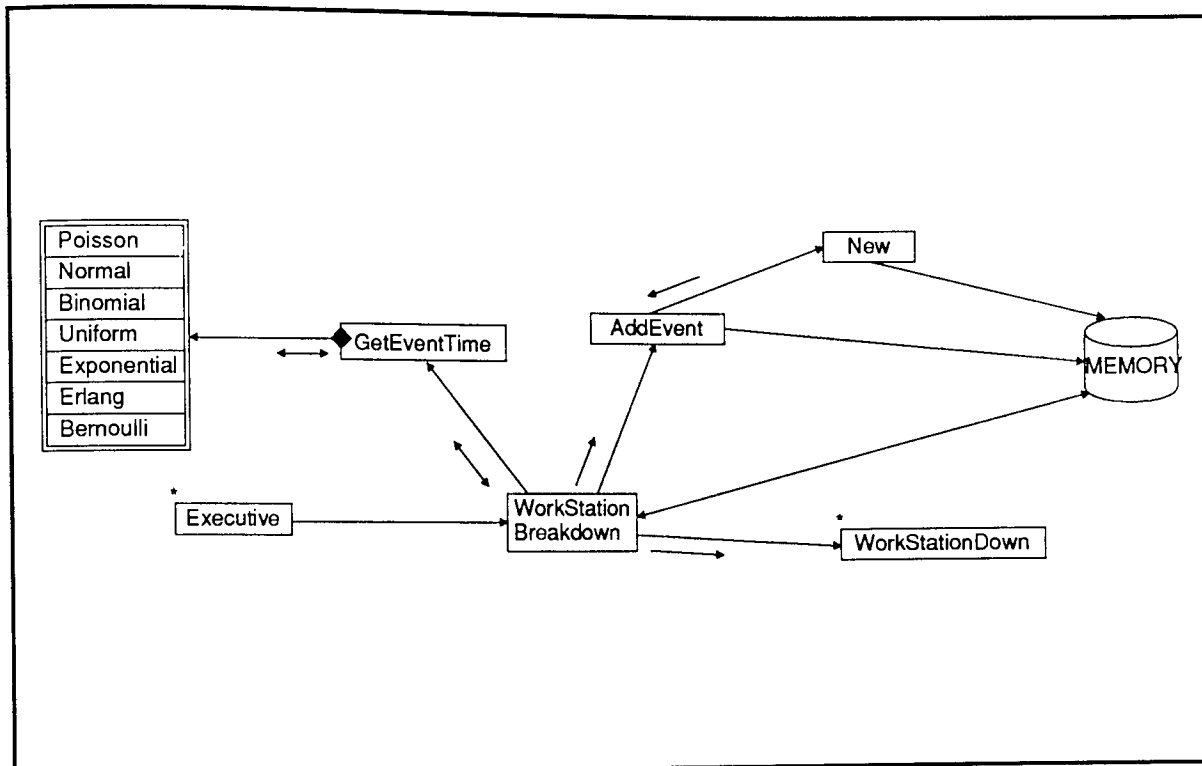 Poisson
Normal
Binomial
Uniform
Exponential
Erlang
Bernoulli
GetEventTime
New
AddEvent
MEMORY
*
Executive
WorkStation
Breakdown
*
WorkStationDown